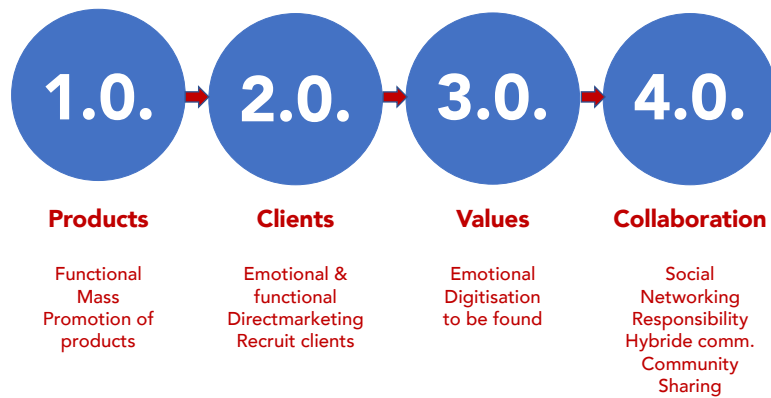 1.0.
2.0.
3.0.
4.0.
Products
Functional
Mass
Promotion of
products
Clients
Emotional &
functional
Directmarketing
Recruit clients
Values
Emotional
Digitisation
to be found
Collaboration
Social
Networking
Responsibility
Hybride comm.
Community
Sharing